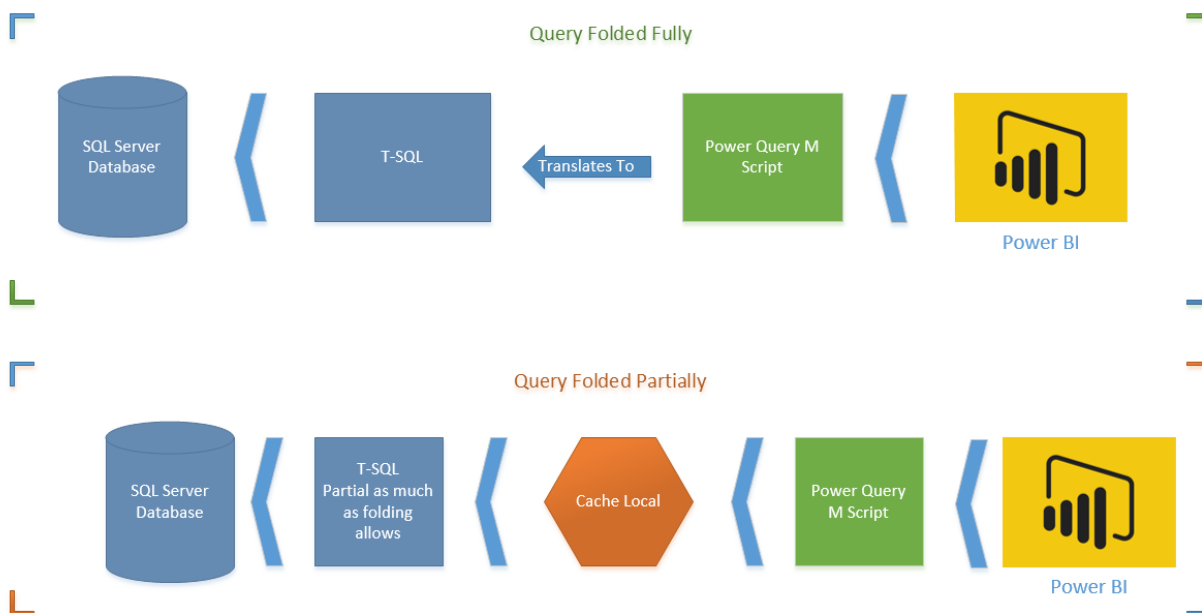 Query Folded Fully
SQL Server
Database
T-SQL
Translates To
Power Query M
Script
Power BI
Query Folded Partially
SQL Server
Database
T-SQL
Partial as much
as folding
allows
Cache Local
Power Query
M Script
Power BI